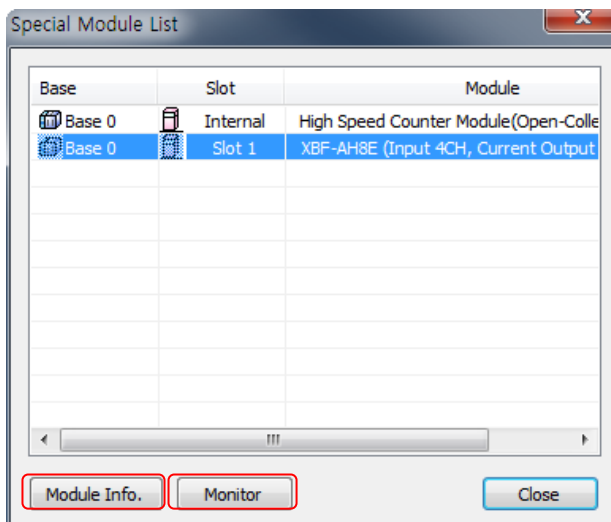 Special Module List
Base Slot Module
Base 0 Internal High Speed Counter Module(Open-Colle
Base 0 Slot 1 XBF-AH8E (Input 4CH, Current Output
Module Info. Monitor Close